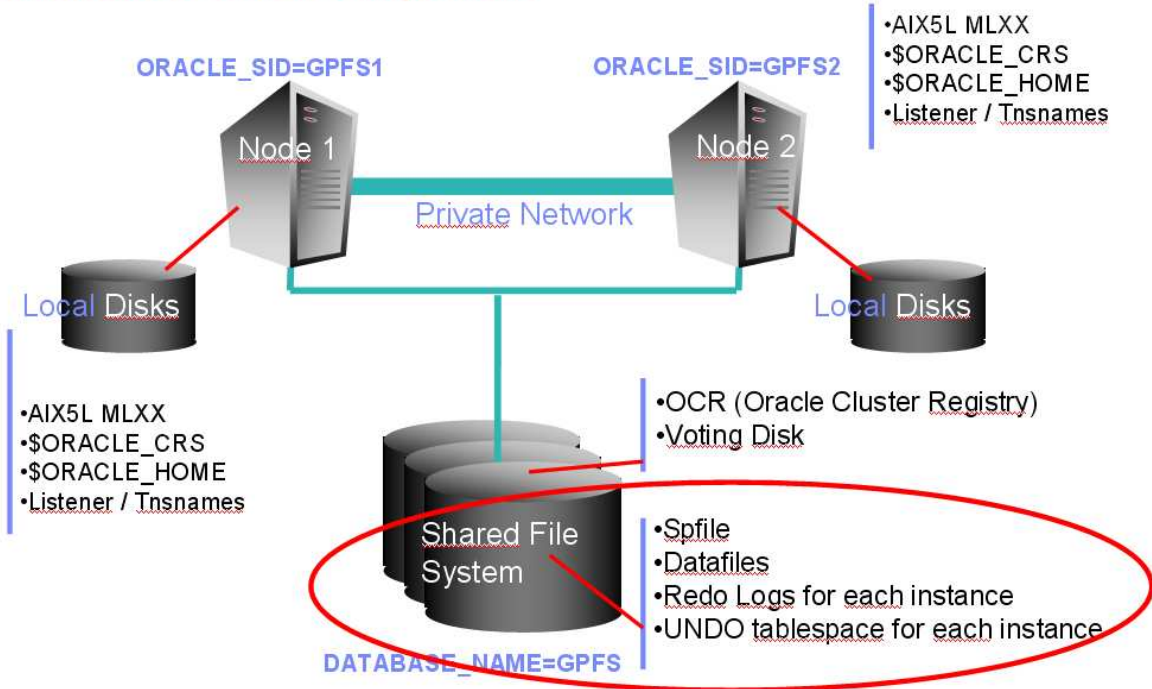 ORACLE_SID=GPFS1
Node 1
ORACLE_SID=GPFS2
Node 2
•AIX5L MLXX
•$ORACLE_CRS
•$ORACLE_HOME
•Listener / Tnsnames
Private Network
Local Disks
Local Disks
•AIX5L MLXX
•$ORACLE_CRS
•$ORACLE_HOME
•Listener / Tnsnames
•OCR (Oracle Cluster Registry)
•Voting Disk
Shared File
System
•Spfile
•Datafiles
•Redo Logs for each instance
•UNDO tablespace for each instance
DATABASE_NAME=GPFS